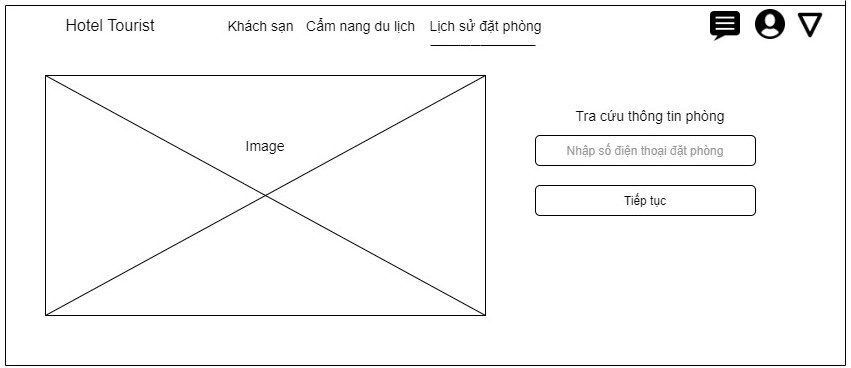 Hotel Tourist
Khách sạn Cẩm nang du lịch Lịch sử đặt phòng
Image
Tra cứu thông tin phòng
Nhập số điện thoại đặt phòng
Tiếp tục